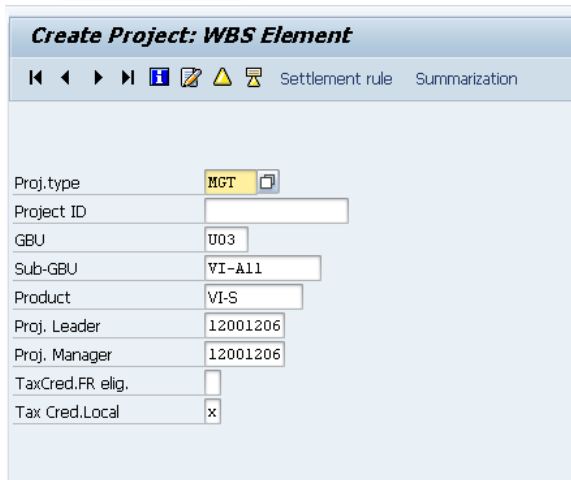 Create Project: WBS Element
Settlement rule Summarization
Proj.type MGT
Project ID
GBU U03
Sub-GBU VI-All
Product VI-S
Proj. Leader 12001206
Proj. Manager 12001206
TaxCred.FR elig.
Tax Cred.Local x